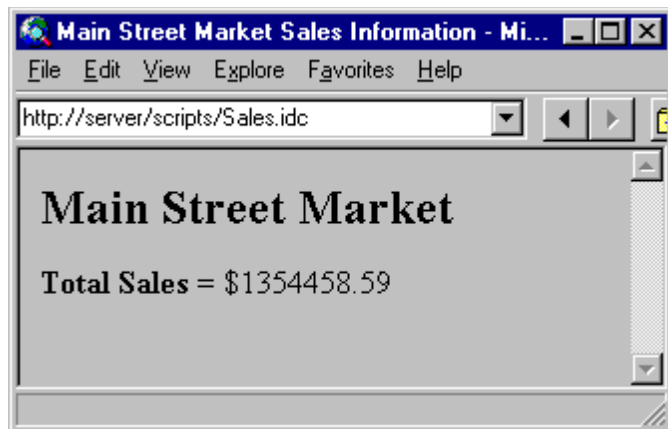 Main Street Market Sales Information - Mi...
File Edit View Explore Favorites Help
http://server/scripts/Sales.idc
Main Street Market
Total Sales = $1354458.59